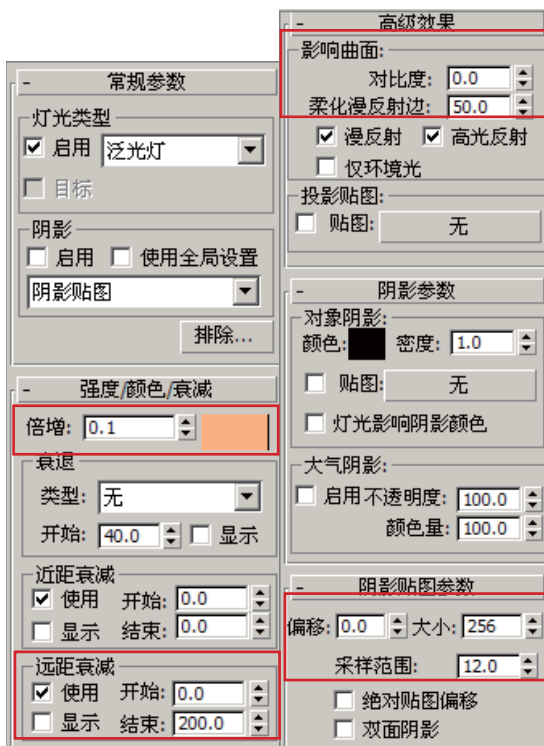 - 常规参数
灯光类型
启用 泛光灯
目标
阴影
启用 使用全局设置
阴影贴图
排除...
- 强度/颜色/衰减
倍增: 0.1
衰退
类型: 无
开始: 40.0 显示
近距衰减
使用 开始: 0.0
显示 结束: 0.0
远距衰减
使用 开始: 0.0
显示 结束: 200.0
- 高级效果
影响曲面:
对比度: 0.0
柔化漫反射边: 50.0
漫反射 高光反射
仅环境光
投影贴图:
贴图: 无
- 阴影参数
对象阴影:
颜色: 密度: 1.0
贴图: 无
灯光影响阴影颜色
大气阴影:
启用不透明度: 100.0
颜色量: 100.0
- 阴影贴图参数
偏移: 0.0 大小: 256
采样范围: 12.0
绝对贴图偏移
双面阴影